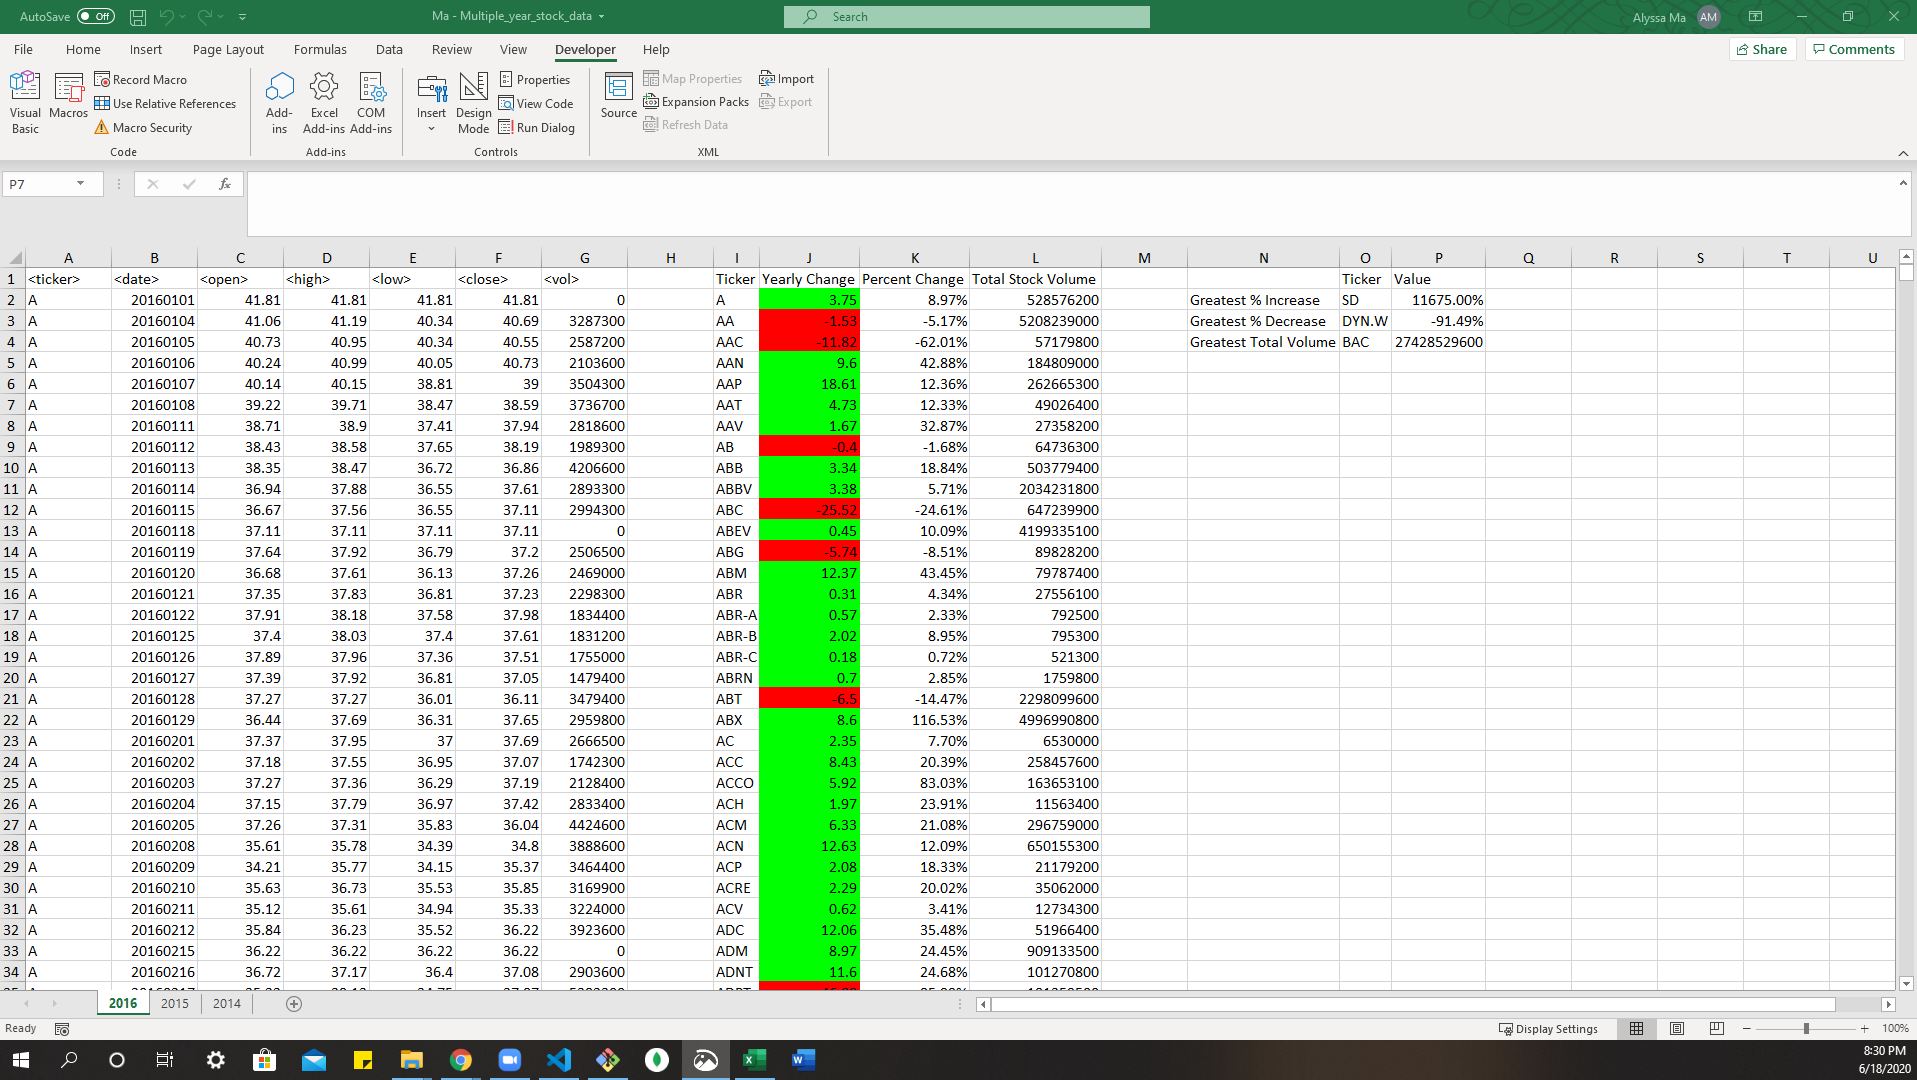 AutoSave Off Ma - Multiple_year_stock_data Search Alyssa Ma AM
File Home Insert Page Layout Formulas Data Review View Developer Help Share Comments
Visual Basic Macros Record Macro Use Relative References Macro Security
Add-ins Excel Add-ins COM Add-ins
Insert Design Mode Properties View Code Run Dialog
Source Map Properties Expansion Packs Refresh Data Import Export
Code Add-ins Controls XML
P7 fx
A B C D E F G H I J K L M N O P Q R S T U
1 <ticker> <date> <open> <high> <low> <close> <vol> Ticker Yearly Change Percent Change Total Stock Volume Ticker Value
2 A 20160101 41.81 41.81 41.81 41.81 0 A 3.75 8.97% 528576200 Greatest % Increase SD 11675.00%
3 A 20160104 41.06 41.19 40.34 40.69 3287300 AA -1.53 -5.17% 5208239000 Greatest % Decrease DYN.W -91.49%
4 A 20160105 40.73 40.95 40.34 40.55 2587200 AAC -11.82 -62.01% 57179800 Greatest Total Volume BAC 27428529600
5 A 20160106 40.24 40.99 40.05 40.73 2103600 AAN 9.6 42.88% 184809000
6 A 20160107 40.14 40.15 38.81 39 3504300 AAP 18.61 12.36% 262665300
7 A 20160108 39.22 39.71 38.47 38.59 3736700 AAT 4.73 12.33% 49026400
8 A 20160111 38.71 38.9 37.41 37.94 2818600 AAV 1.67 32.87% 27358200
9 A 20160112 38.43 38.58 37.65 38.19 1989300 AB -0.4 -1.68% 64736300
10 A 20160113 38.35 38.47 36.72 36.86 4206600 ABB 3.34 18.84% 503779400
11 A 20160114 36.94 37.88 36.55 37.61 2893300 ABBV 3.38 5.71% 2034231800
12 A 20160115 36.67 37.56 36.55 37.11 2994300 ABC -25.52 -24.61% 647239900
13 A 20160118 37.11 37.11 37.11 37.11 0 ABEV 0.45 10.09% 4199335100
14 A 20160119 37.64 37.92 36.79 37.2 2506500 ABG -5.74 -8.51% 89828200
15 A 20160120 36.68 37.61 36.13 37.26 2469000 ABM 12.37 43.45% 79787400
16 A 20160121 37.35 37.83 36.81 37.23 2298300 ABR 0.31 4.34% 27556100
17 A 20160122 37.91 38.18 37.58 37.98 1834400 ABR-A 0.57 2.33% 792500
18 A 20160125 37.4 38.03 37.4 37.61 1831200 ABR-B 2.02 8.95% 795300
19 A 20160126 37.89 37.96 37.36 37.51 1755000 ABR-C 0.18 0.72% 521300
20 A 20160127 37.39 37.92 36.81 37.05 1479400 ABRN 0.7 2.85% 1759800
21 A 20160128 37.27 37.27 36.01 36.11 3479400 ABT -6.5 -14.47% 2298099600
22 A 20160129 36.44 37.69 36.31 37.65 2959800 ABX 8.6 116.53% 4996990800
23 A 20160201 37.37 37.95 37 37.69 2666500 AC 2.35 7.70% 6530000
24 A 20160202 37.18 37.55 36.95 37.07 1742300 ACC 8.43 20.39% 258457600
25 A 20160203 37.27 37.36 36.29 37.19 2128400 ACCO 5.92 83.03% 163653100
26 A 20160204 37.15 37.79 36.97 37.42 2833400 ACH 1.97 23.91% 11563400
27 A 20160205 37.26 37.31 35.83 36.04 4424600 ACM 6.33 21.08% 296759000
28 A 20160208 35.61 35.78 34.39 34.8 3888600 ACN 12.63 12.09% 650155300
29 A 20160209 34.21 35.77 34.15 35.37 3464400 ACP 2.08 18.33% 21179200
30 A 20160210 35.63 36.73 35.53 35.85 3169900 ACRE 2.29 20.02% 35062000
31 A 20160211 35.12 35.61 34.94 35.33 3224000 ACV 0.62 3.41% 12734300
32 A 20160212 35.84 36.23 35.52 36.22 3923600 ADC 12.06 35.48% 51966400
33 A 20160215 36.22 36.22 36.22 36.22 0 ADM 8.97 24.45% 909133500
34 A 20160216 36.72 37.17 36.4 37.08 2903600 ADNT 11.6 24.68% 101270800
2016 2015 2014
Ready Display Settings 100%
8:30 PM
6/18/2020